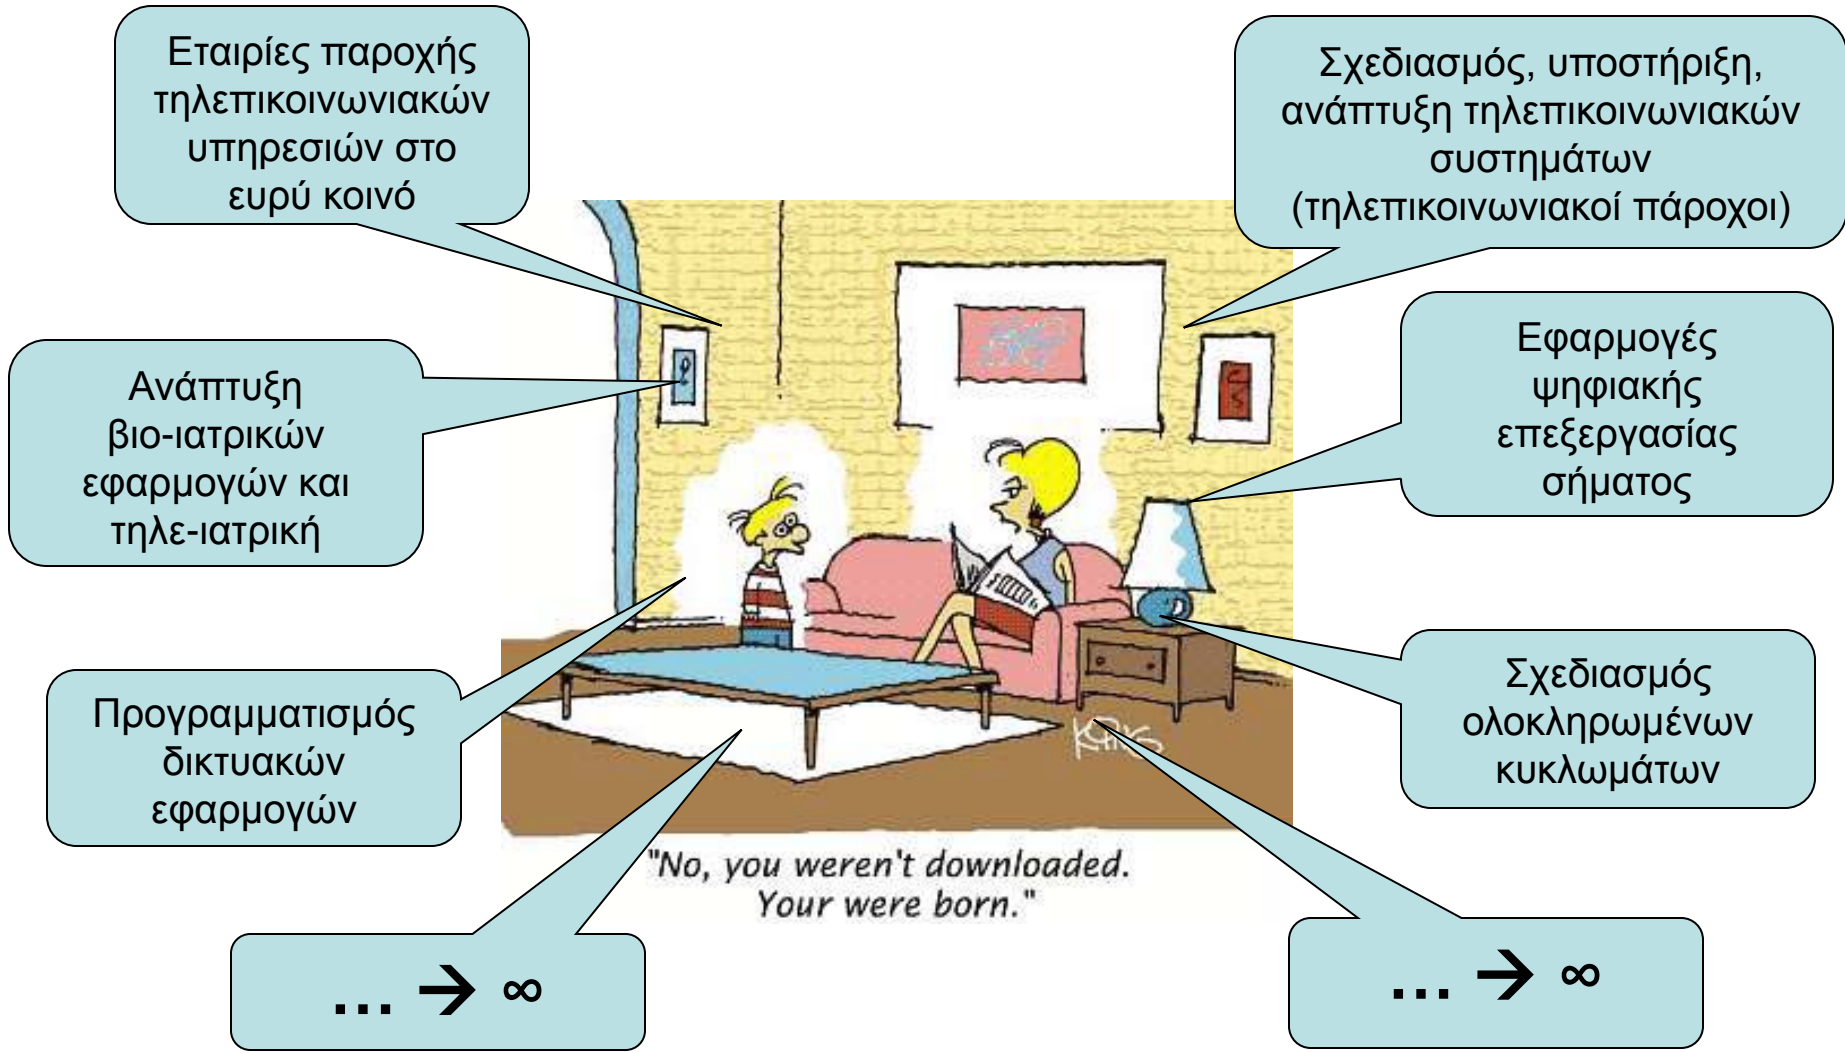 Εταιρίες παροχής
τηλεπικοινωνιακών
υπηρεσιών στο
ευρύ κοινό
Σχεδιασμός, υποστήριξη,
ανάπτυξη τηλεπικοινωνιακών
συστημάτων
(τηλεπικοινωνιακοί πάροχοι)
Ανάπτυξη
βιο-ιατρικών
εφαρμογών και
τηλε-ιατρική
Εφαρμογές
ψηφιακής
επεξεργασίας
σήματος
Προγραμματισμός
δικτυακών
εφαρμογών
Σχεδιασμός
ολοκληρωμένων
κυκλωμάτων
"No, you weren't downloaded.
Your were born."
... → ∞
... → ∞